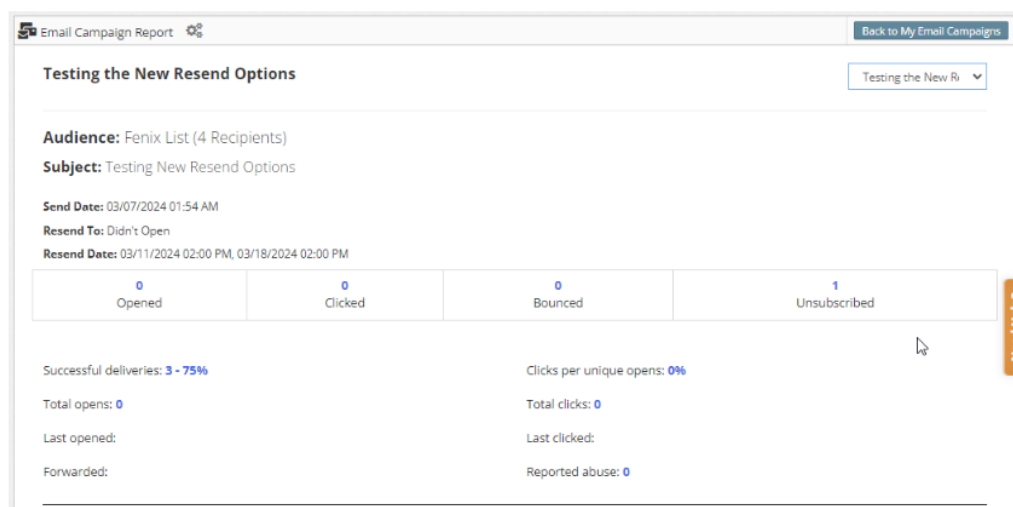 Email Campaign Report
Back to My Email Campaigns
Testing the New Resend Options
Testing the New R
Audience: Fenix List (4 Recipients)
Subject: Testing New Resend Options
Send Date: 03/07/2024 01:54 AM
Resend To: Didn't Open
Resend Date: 03/11/2024 02:00 PM, 03/18/2024 02:00 PM
0 0 0 1
Opened Clicked Bounced Unsubscribed
Successful deliveries: 3 - 75% Clicks per unique opens: 0%
Total opens: 0 Total clicks: 0
Last opened: Last clicked:
Forwarded: Reported abuse: 0